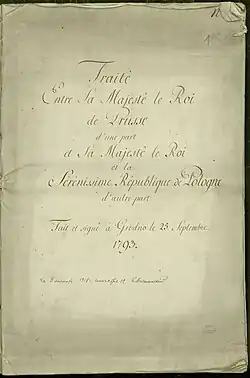 Traité
Entre Sa Majesté le Roi
de Prusse
d'une part
et Sa Majesté le Roi
et la
Sérénissime République de Pologne
d'autre part
Fait et signé à Grodno le 25. Septembre
1793.